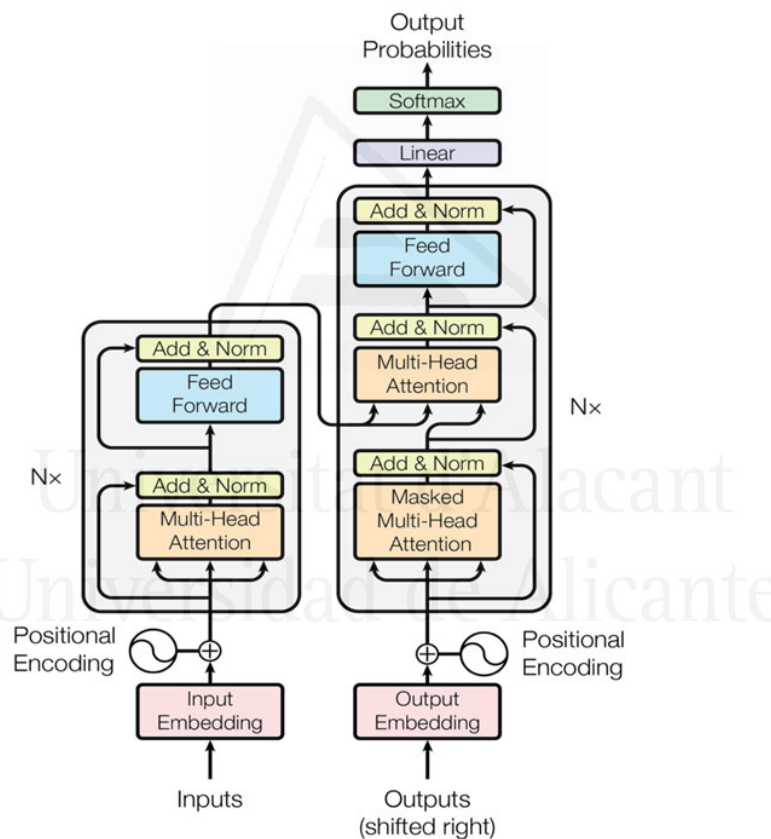 Output
Probabilities
Softmax
Linear
Add & Norm
Feed
Forward
Add & Norm
Multi-Head
Attention
Add & Norm
Feed
Forward
N×
Add & Norm
Masked
Multi-Head
Attention
Nx
Add & Norm
Multi-Head
Attention
Universitat d'Alacant
Universidad de Alicante
Positional
Encoding
Positional
Encoding
Input
Embedding
Output
Embedding
Inputs
Outputs
(shifted right)